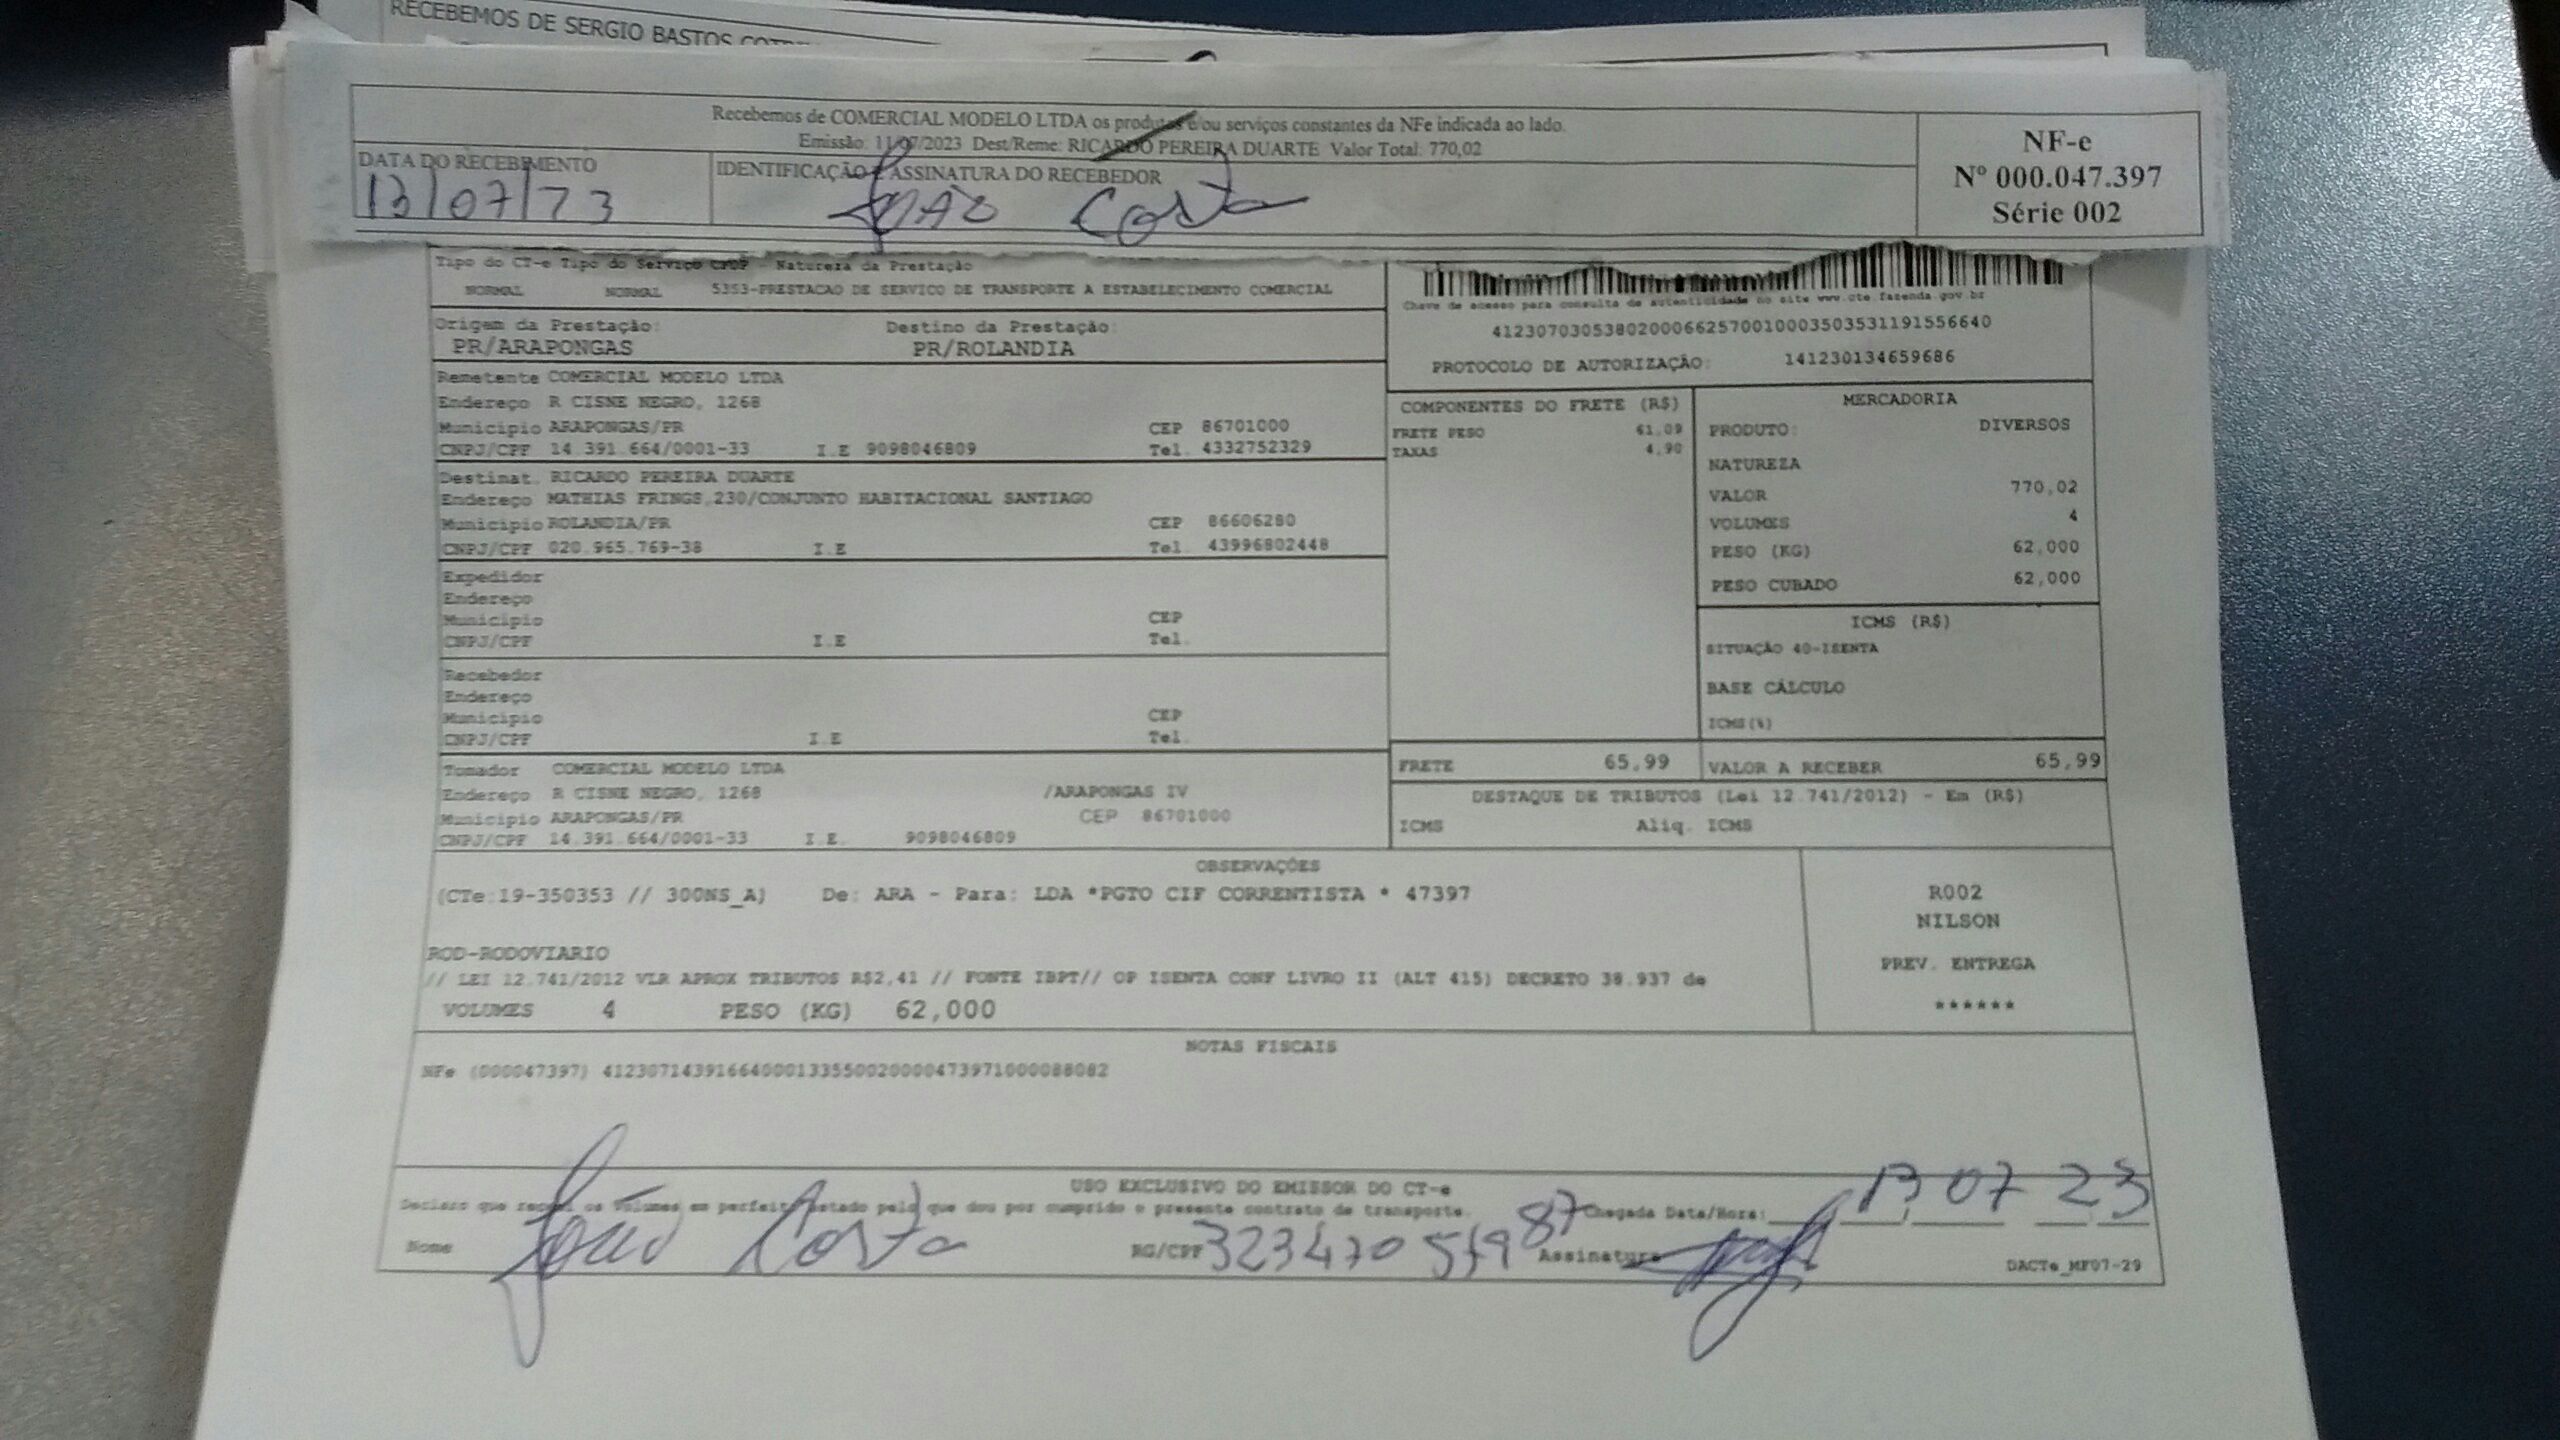 RECEBEMOS DE SERGIO BASTOS
Recebemos de COMERCIAL MODELO LTDA os produtos e/ou serviços constantes da NFe indicada ao lado.
Emissão: 11/07/2023 Dest/Reme: RICARDO PEREIRA DUARTE Valor Total: 770,02
DATA DO RECEBIMENTO
13/07/23
IDENTIFICAÇÃO E ASSINATURA DO RECEBEDOR
João Costa
NF-e
Nº 000.047.397
Série 002
Tipo do CT-e Tipo do Serviço CFOP - Natureza da Prestação
NORMAL NORMAL 5353-PRESTACAO DE SERVICO DE TRANSPORTE A ESTABELECIMENTO COMERCIAL
Chave de acesso para consulta de autenticidade no site www.cte.fazenda.gov.br
41230703053802000662570010003503531191556640
PROTOCOLO DE AUTORIZAÇÃO: 141230134659686
Origem da Prestação: Destino da Prestação:
PR/ARAPONGAS PR/ROLANDIA
Remetente COMERCIAL MODELO LTDA
Endereço R CISNE NEGRO, 1268
Municipio ARAPONGAS/PR CEP 86701000
CNPJ/CPF 14.391.664/0001-33 I.E 9098046809 Tel. 4332752329
Destinat. RICARDO PEREIRA DUARTE
Endereço MATHIAS FRINGS,230/CONJUNTO HABITACIONAL SANTIAGO
Municipio ROLANDIA/PR CEP 86606280
CNPJ/CPF 020.965.769-38 I.E Tel. 43996802448
Expedidor
Endereço
Municipio CEP
CNPJ/CPF I.E Tel.
Recebedor
Endereço
Municipio CEP
CNPJ/CPF I.E Tel.
Tomador COMERCIAL MODELO LTDA
Endereço R CISNE NEGRO, 1268 /ARAPONGAS IV
Municipio ARAPONGAS/PR CEP 86701000
CNPJ/CPF 14.391.664/0001-33 I.E. 9098046809
COMPONENTES DO FRETE (R$)
FRETE PESO 61,09
TAXAS 4,90
MERCADORIA
PRODUTO: DIVERSOS
NATUREZA
VALOR 770,02
VOLUMES 4
PESO (KG) 62,000
PESO CUBADO 62,000
ICMS (R$)
SITUAÇÃO 40-ISENTA
BASE CÁLCULO
ICMS(%)
FRETE 65,99
VALOR A RECEBER 65,99
DESTAQUE DE TRIBUTOS (Lei 12.741/2012) - Em (R$)
ICMS Aliq. ICMS
OBSERVAÇÕES
(CTe:19-350353 // 300NS_A) De: ARA - Para: LDA *PGTO CIF CORRENTISTA * 47397
ROD-RODOVIARIO
// LEI 12.741/2012 VLR APROX TRIBUTOS R$2,41 // FONTE IBPT// OP ISENTA CONF LIVRO II (ALT 415) DECRETO 38.937 de
VOLUMES 4 PESO (KG) 62,000
R002
NILSON
PREV. ENTREGA
******
NOTAS FISCAIS
NFe (000047397) 41230714391664000133550020000473971000088082
USO EXCLUSIVO DO EMISSOR DO CT-e
Declaro que recebi os volumes em perfeito estado pelo que dou por cumprido o presente contrato de transporte.
Chegada Data/Hora: 13 07 23
Nome João Costa RG/CPF Assinatura
DACTe_MF07-29